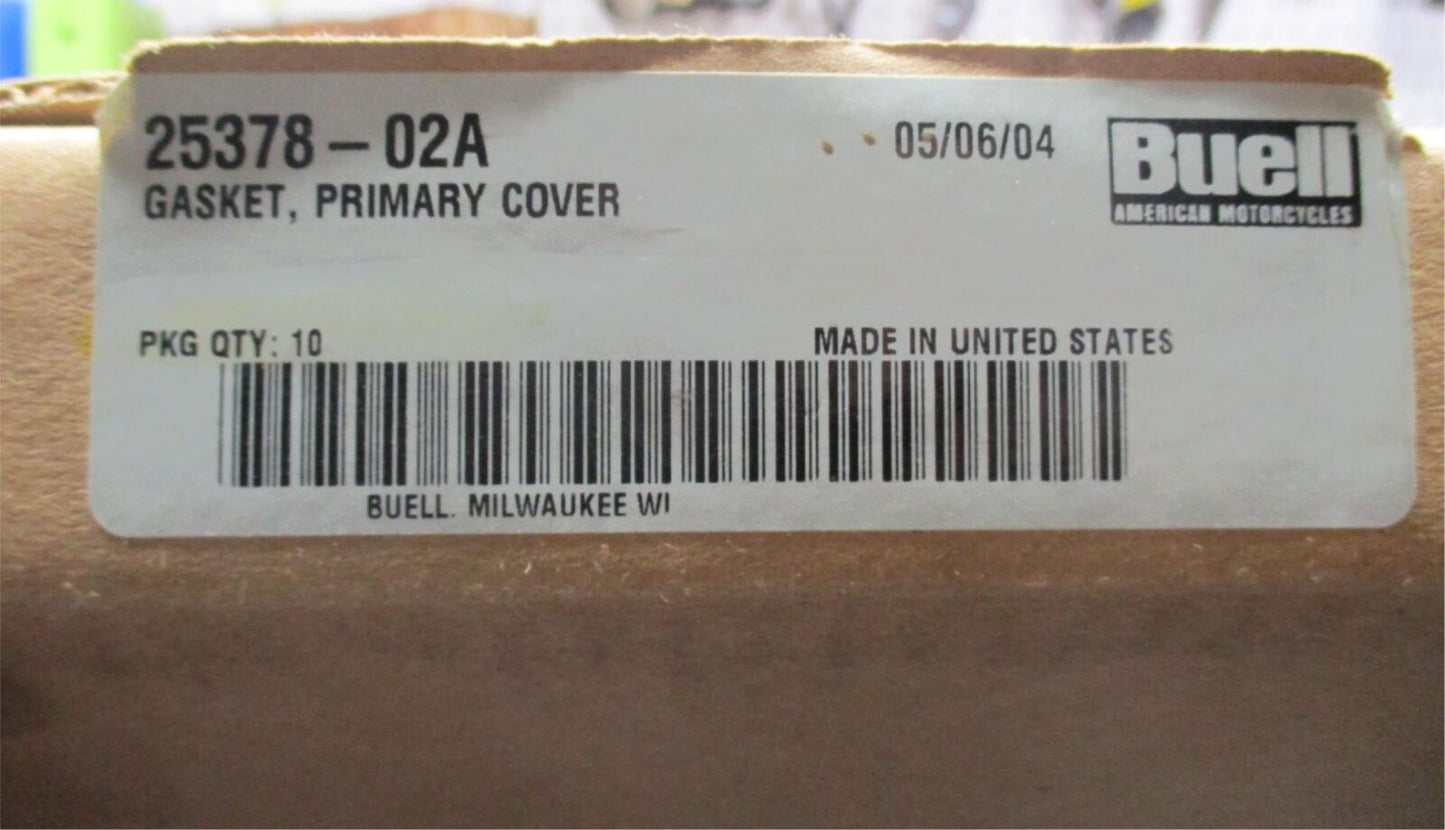 25378-02A
05/06/04
Buell
AMERICAN MOTORCYCLES
GASKET, PRIMARY COVER
PKG QTY: 10
MADE IN UNITED STATES
BUELL. MILWAUKEE WI